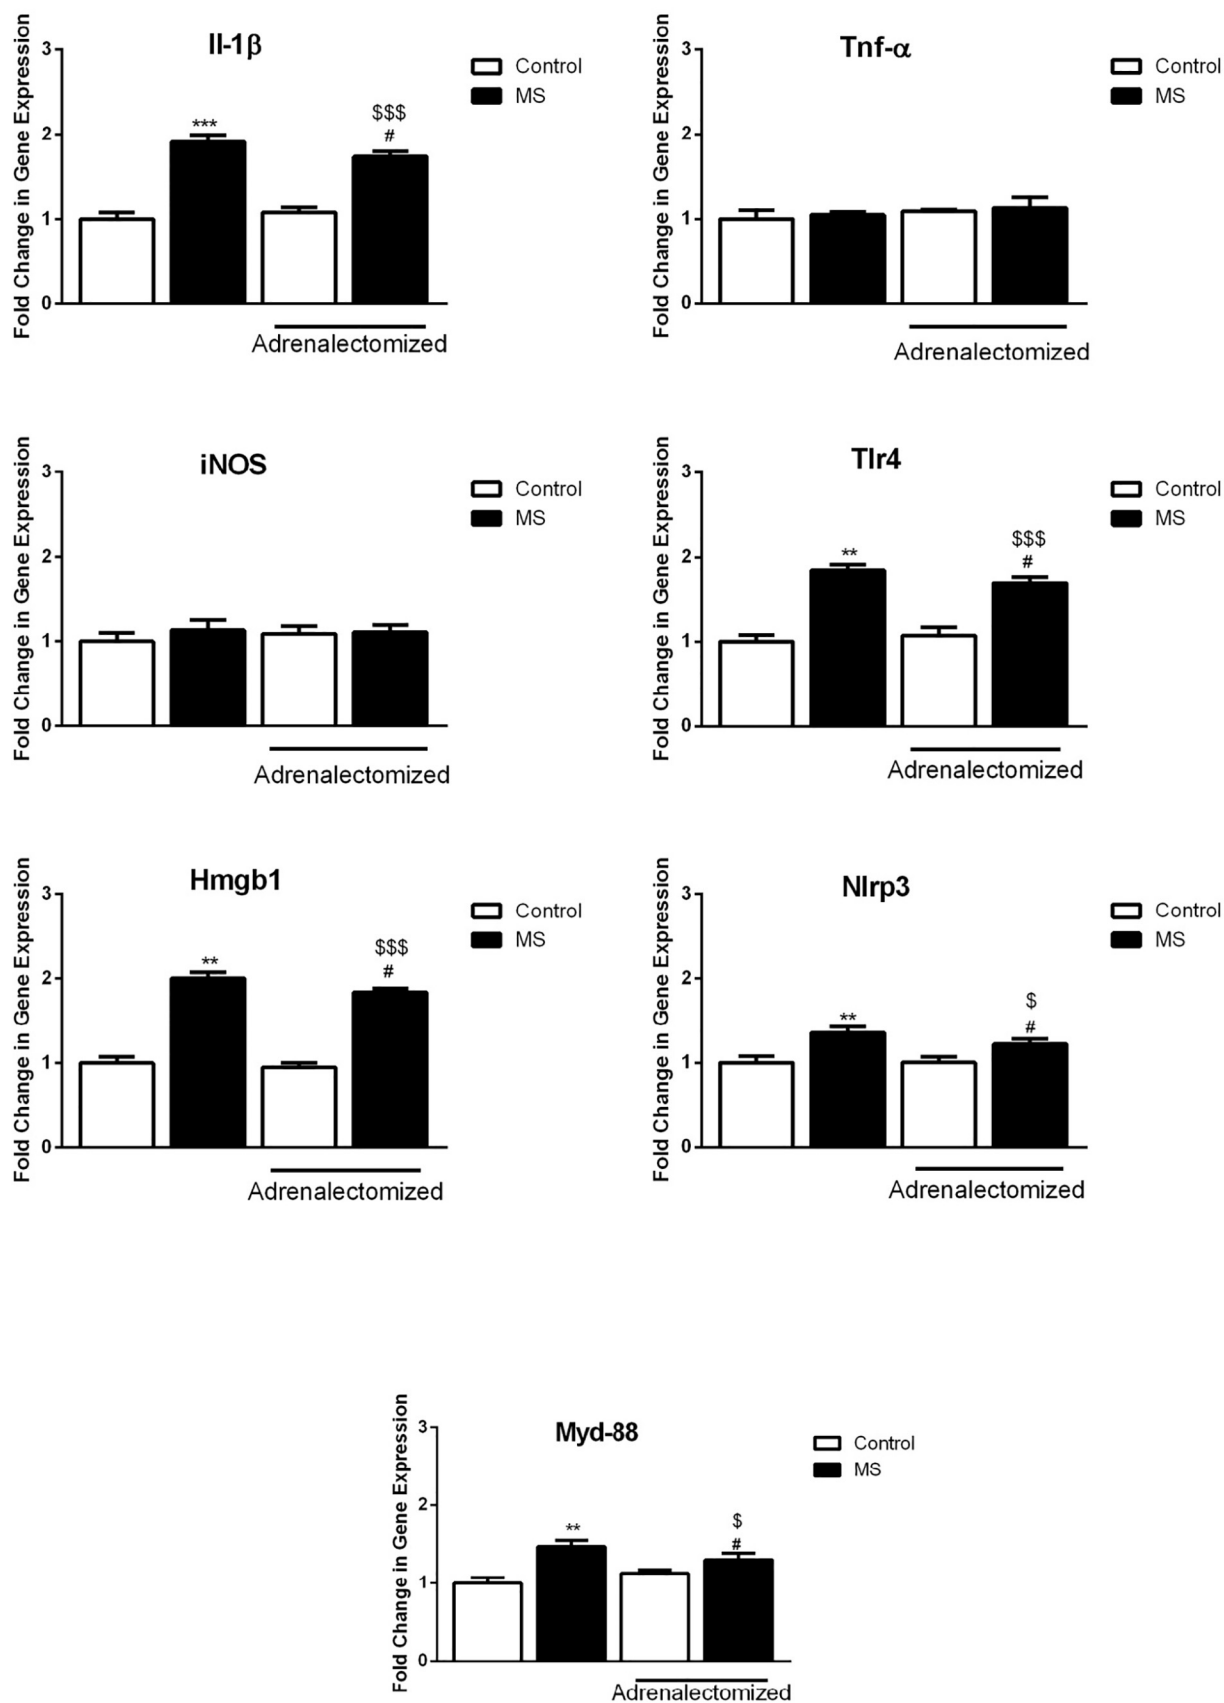 Il-1β
Fold Change in Gene Expression
3
2
1
0
***
$$$
#
Control
MS
Adrenalectomized
Tnf-α
Fold Change in Gene Expression
3
2
1
0
Control
MS
Adrenalectomized
iNOS
Fold Change in Gene Expression
3
2
1
0
Control
MS
Adrenalectomized
Tlr4
Fold Change in Gene Expression
3
2
1
0
**
$$$
#
Control
MS
Adrenalectomized
Hmgb1
Fold Change in Gene Expression
3
2
1
0
**
$$$
#
Control
MS
Adrenalectomized
Nlrp3
Fold Change in Gene Expression
3
2
1
0
**
$
#
Control
MS
Adrenalectomized
Myd-88
Fold Change in Gene Expression
3
2
1
0
**
$
#
Control
MS
Adrenalectomized